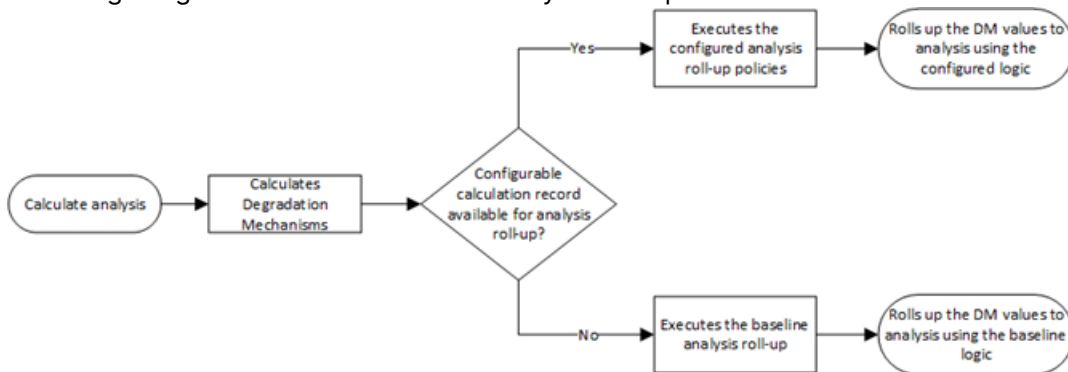 Yes
Executes the
configured analysis
roll-up policies
Rolls up the DM values to
analysis using the
configured logic
Calculate analysis
Calculates
Degradation
Mechanisms
Configurable
calculation record
available for analysis
roll-up?
No
Executes the baseline
analysis roll-up
Rolls up the DM values to
analysis using the baseline
logic